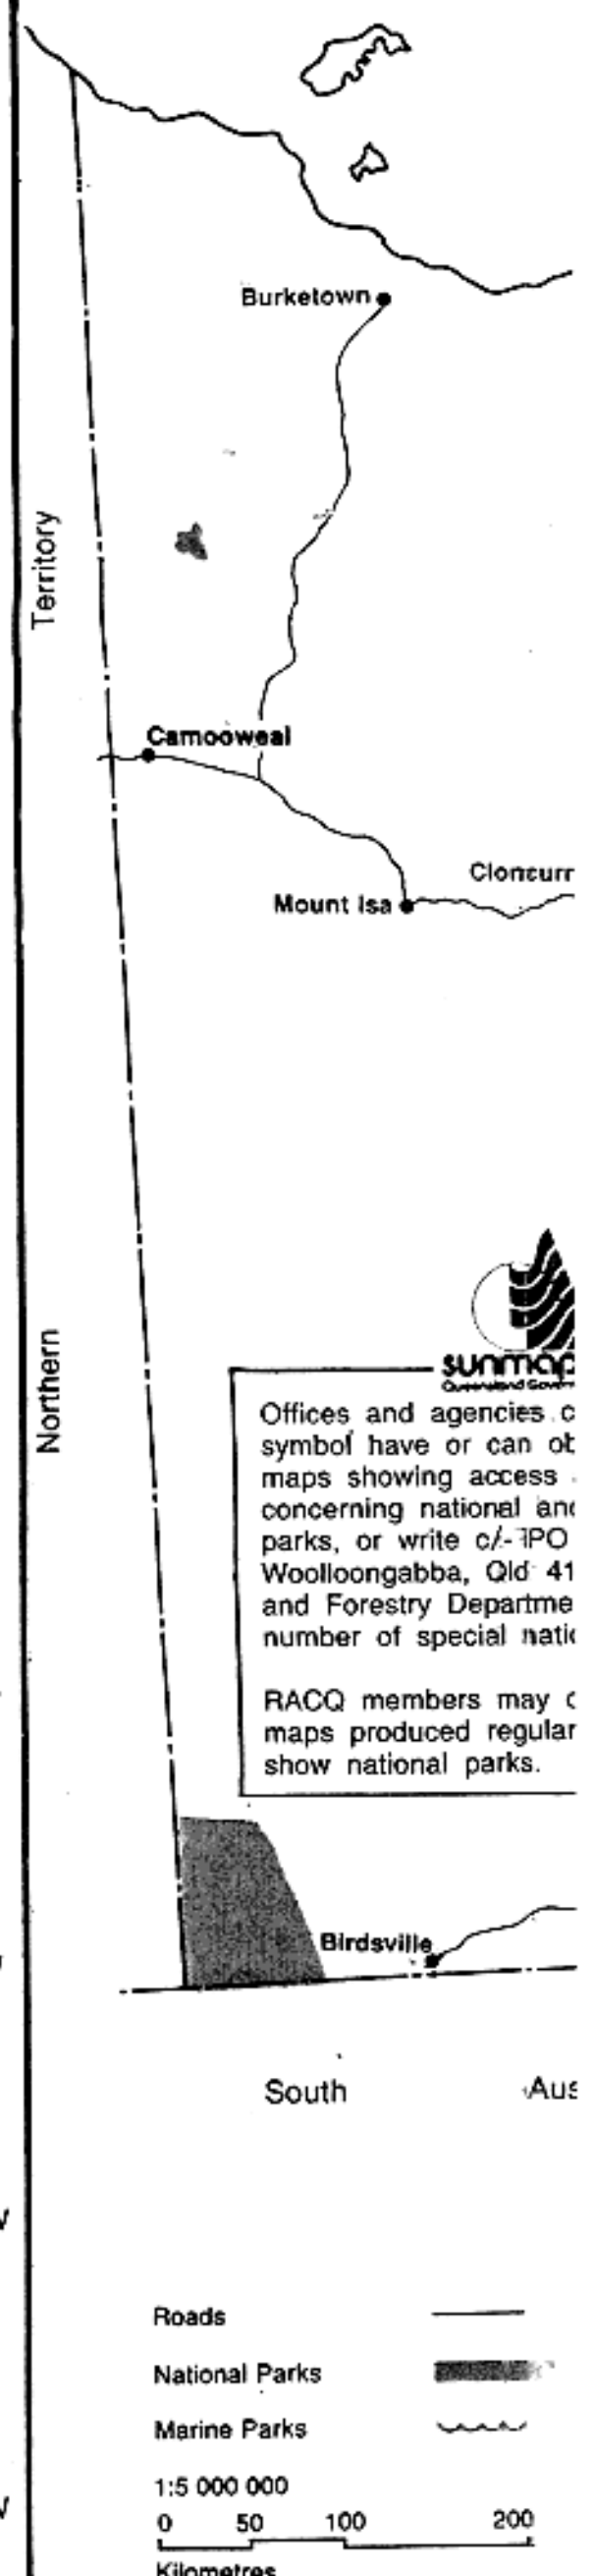 Burketown
Territory
Camooweal
Cloncurr
Mount Isa
Northern
sunmap
Queensland Govern
Offices and agencies c
symbol have or can ob
maps showing access
concerning national and
parks, or write c/-
Woolloongabba, Qld 41
and Forestry Departme
number of special natio
RACQ members may c
maps produced regular
show national parks.
Birdsville
South Aus
Roads
National Parks
Marine Parks
1:5 000 000
0 50 100 200
Kilometres